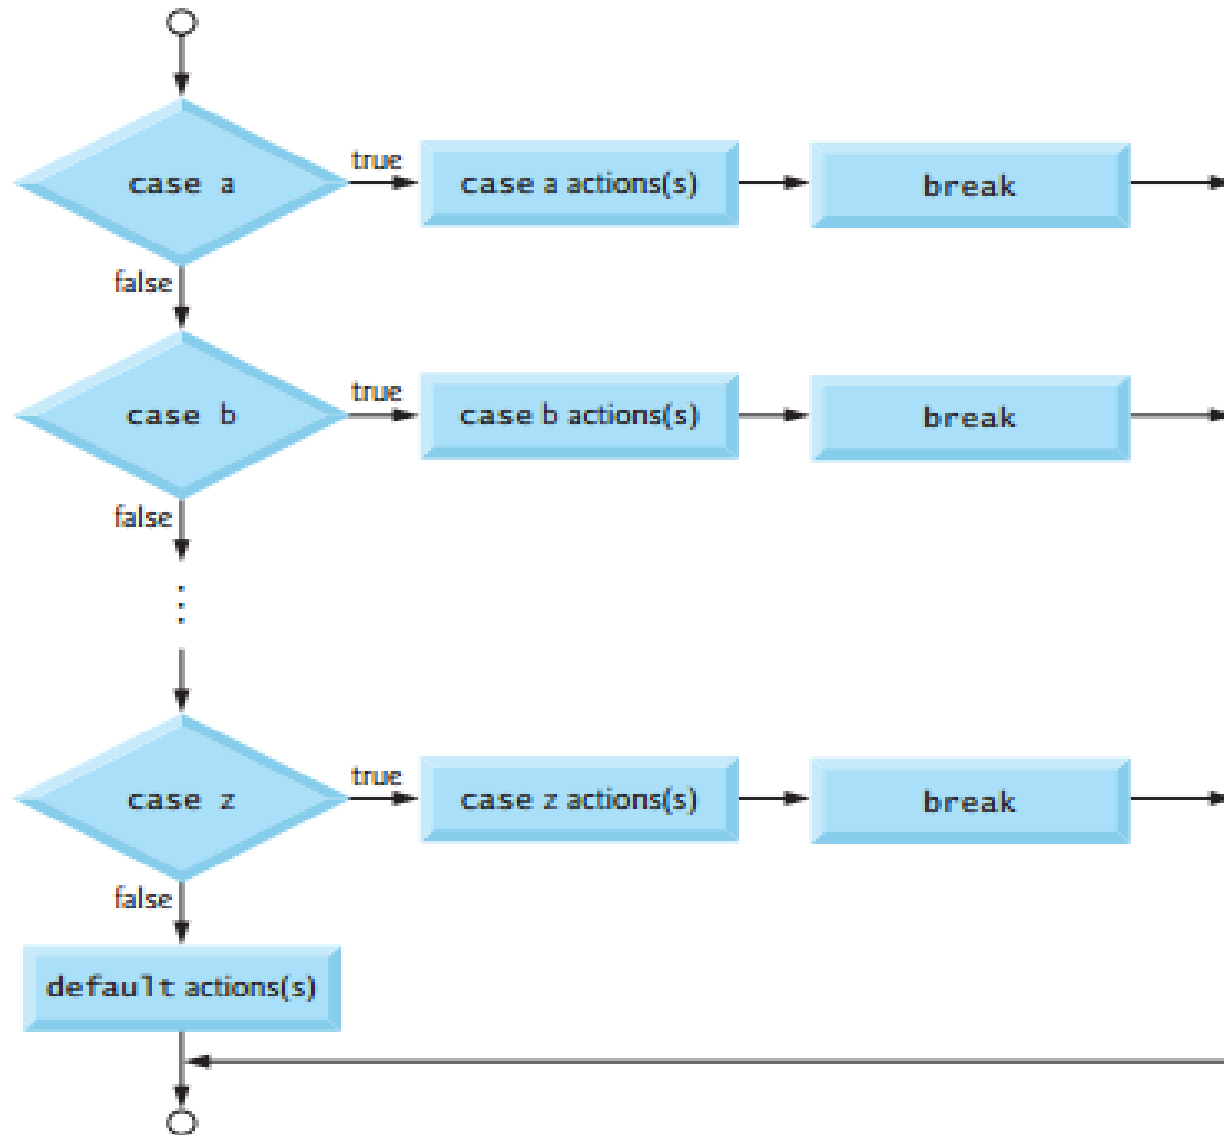 true
case a
case a actions(s)
break
false
true
case b
case b actions(s)
break
false
true
case z
case z actions(s)
break
false
default actions(s)